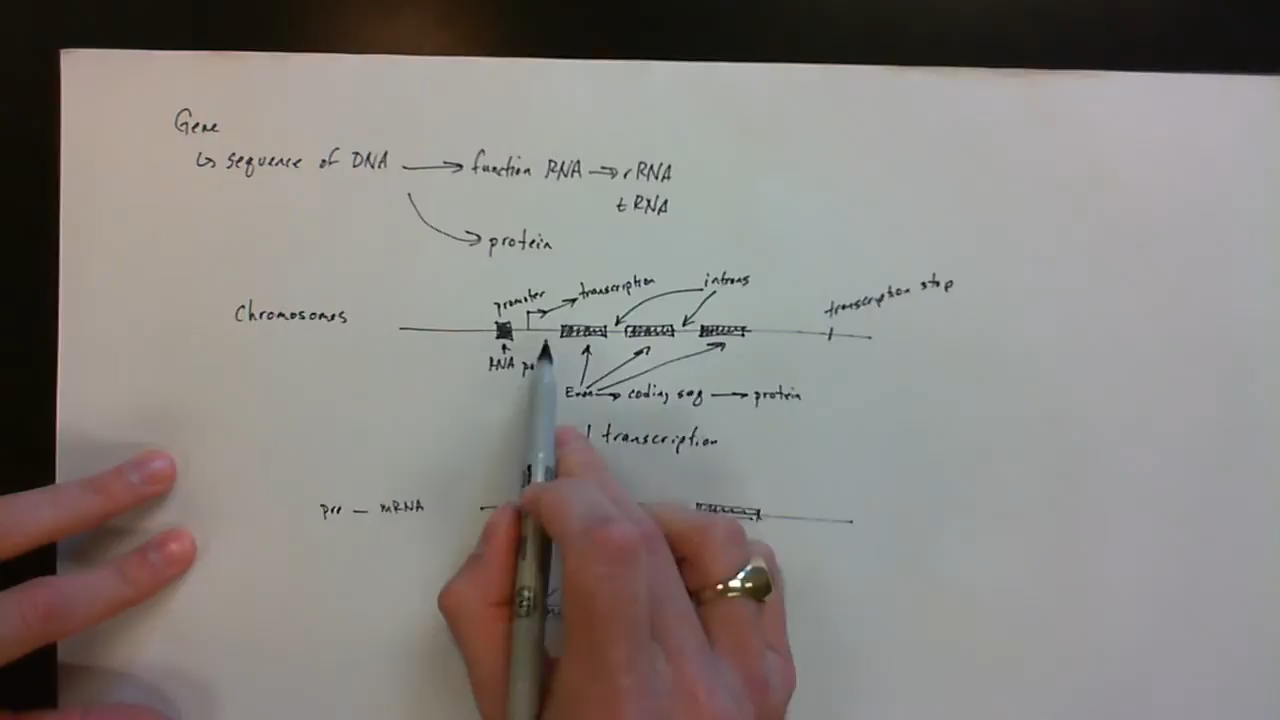 Gene
↳ sequence of DNA → function RNA → rRNA
tRNA
protein
promoter transcription introns transcription stop
Chromosomes
RNA
Exon → coding seq → protein
transcription
pre - mRNA